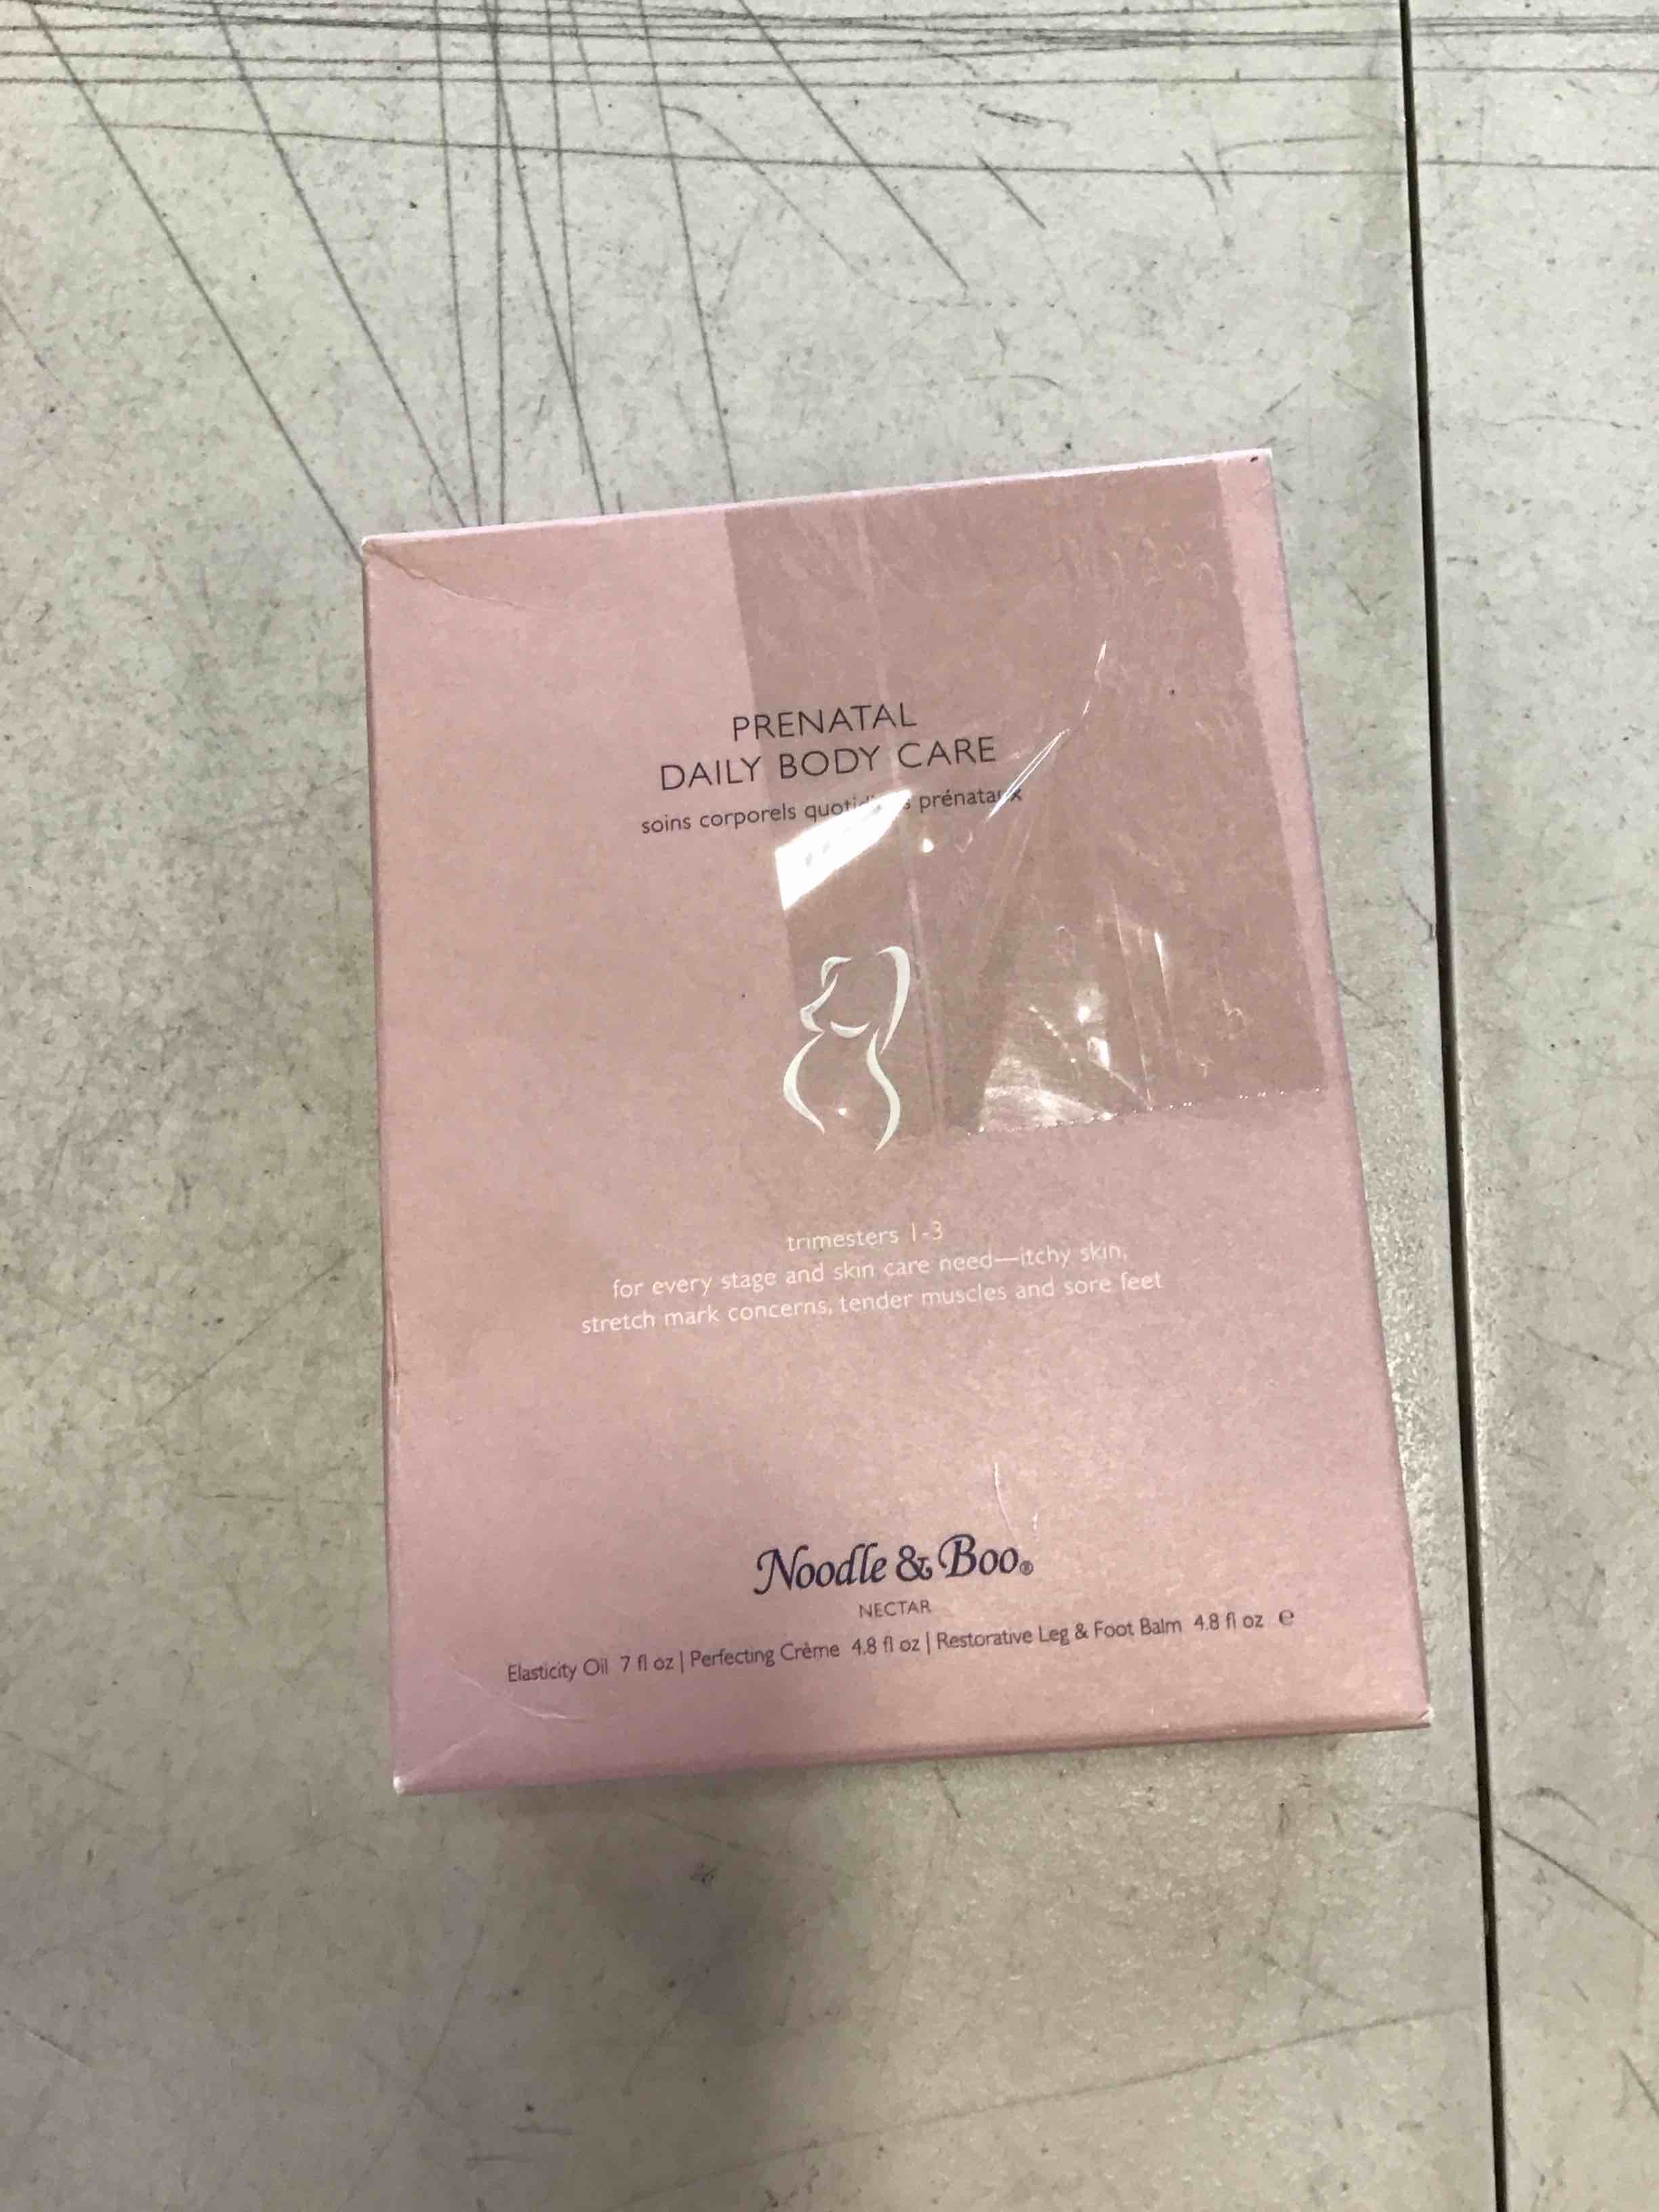 PRENATAL
DAILY BODY CARE
soins corporels prénataux
trimesters 1-3
for every stage and skin care need—itchy skin,
stretch mark concerns, tender muscles and sore feet
Noodle & Boo®
NECTAR
Elasticity Oil 7 fl oz | Perfecting Crème 4.8 fl oz | Restorative Leg & Foot Balm 4.8 fl oz ℮